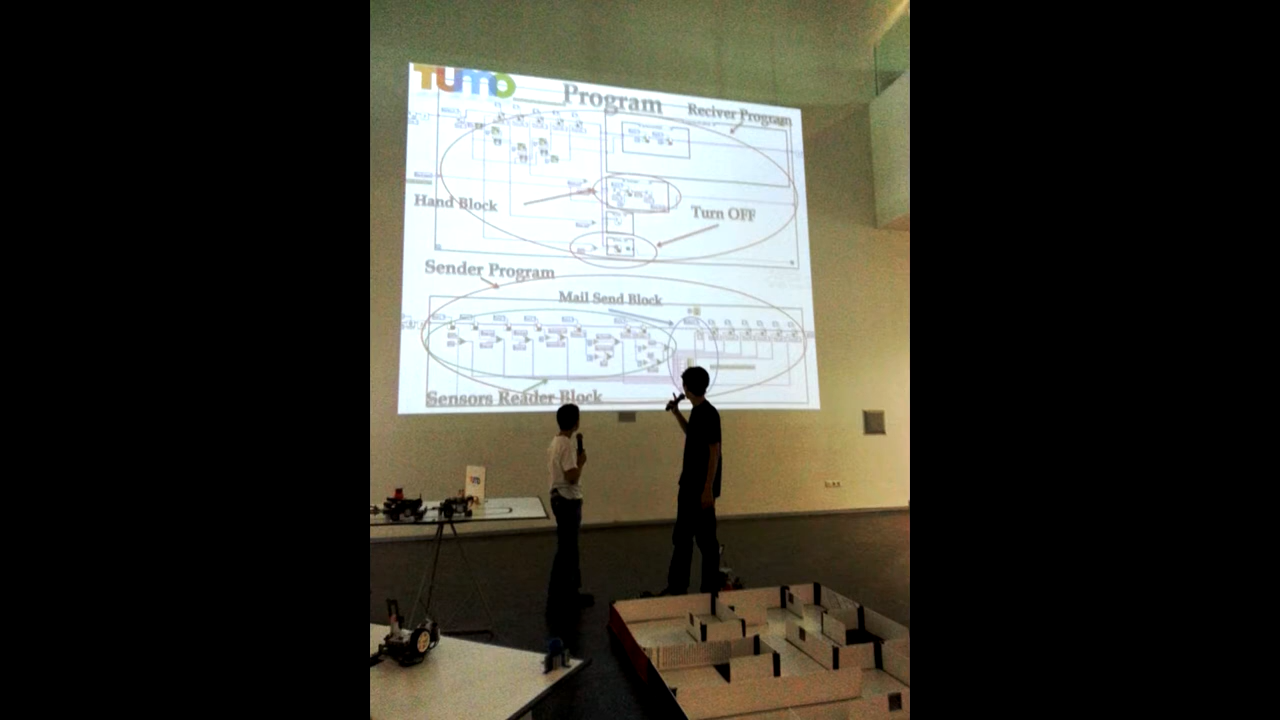 TUMO
Program
Reciver Program
Hand Block
Turn OFF
Sender Program
Mail Send Block
Sensors Reader Block